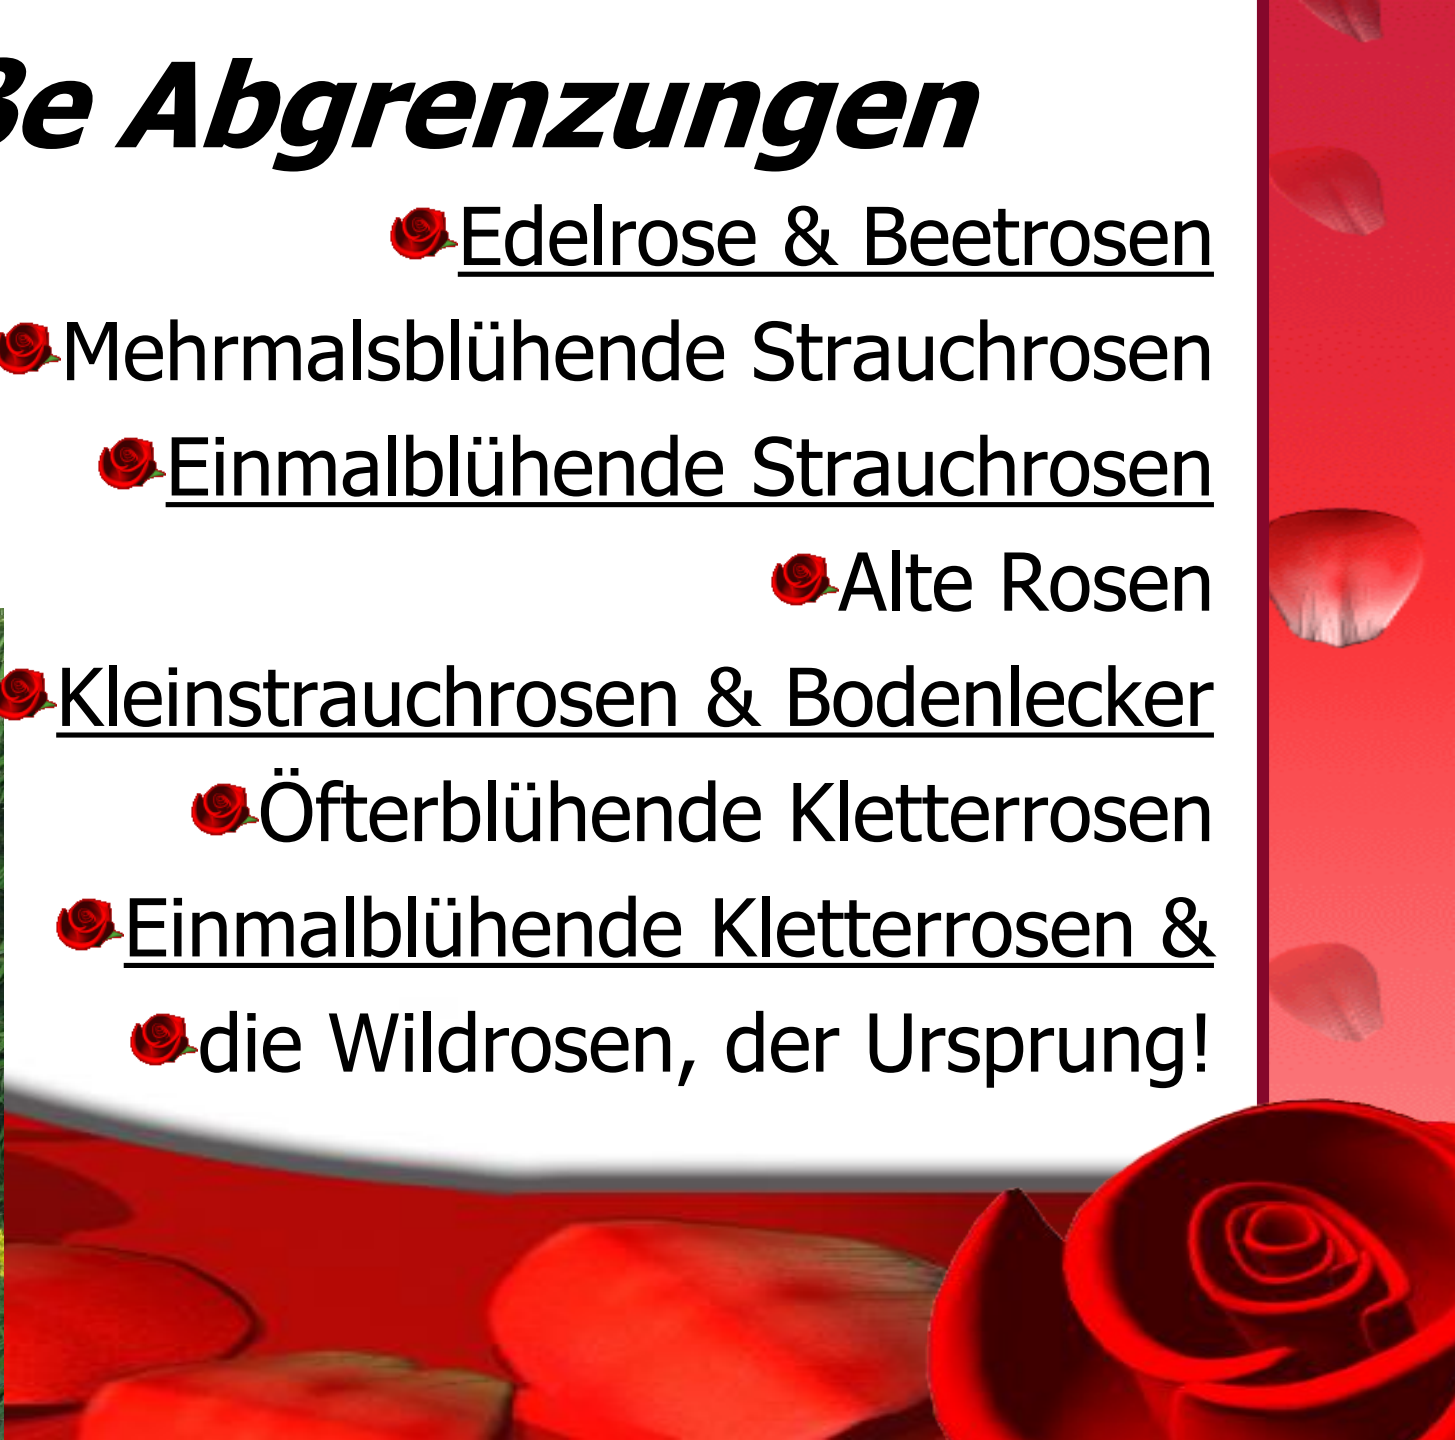 Be Abgrenzungen
Edelrose & Beetrosen
Mehrmalsblühende Strauchrosen
Einmalblühende Strauchrosen
Alte Rosen
Kleinstrauchrosen & Bodenlecker
Öfterblühende Kletterrosen
Einmalblühende Kletterrosen &
die Wildrosen, der Ursprung!